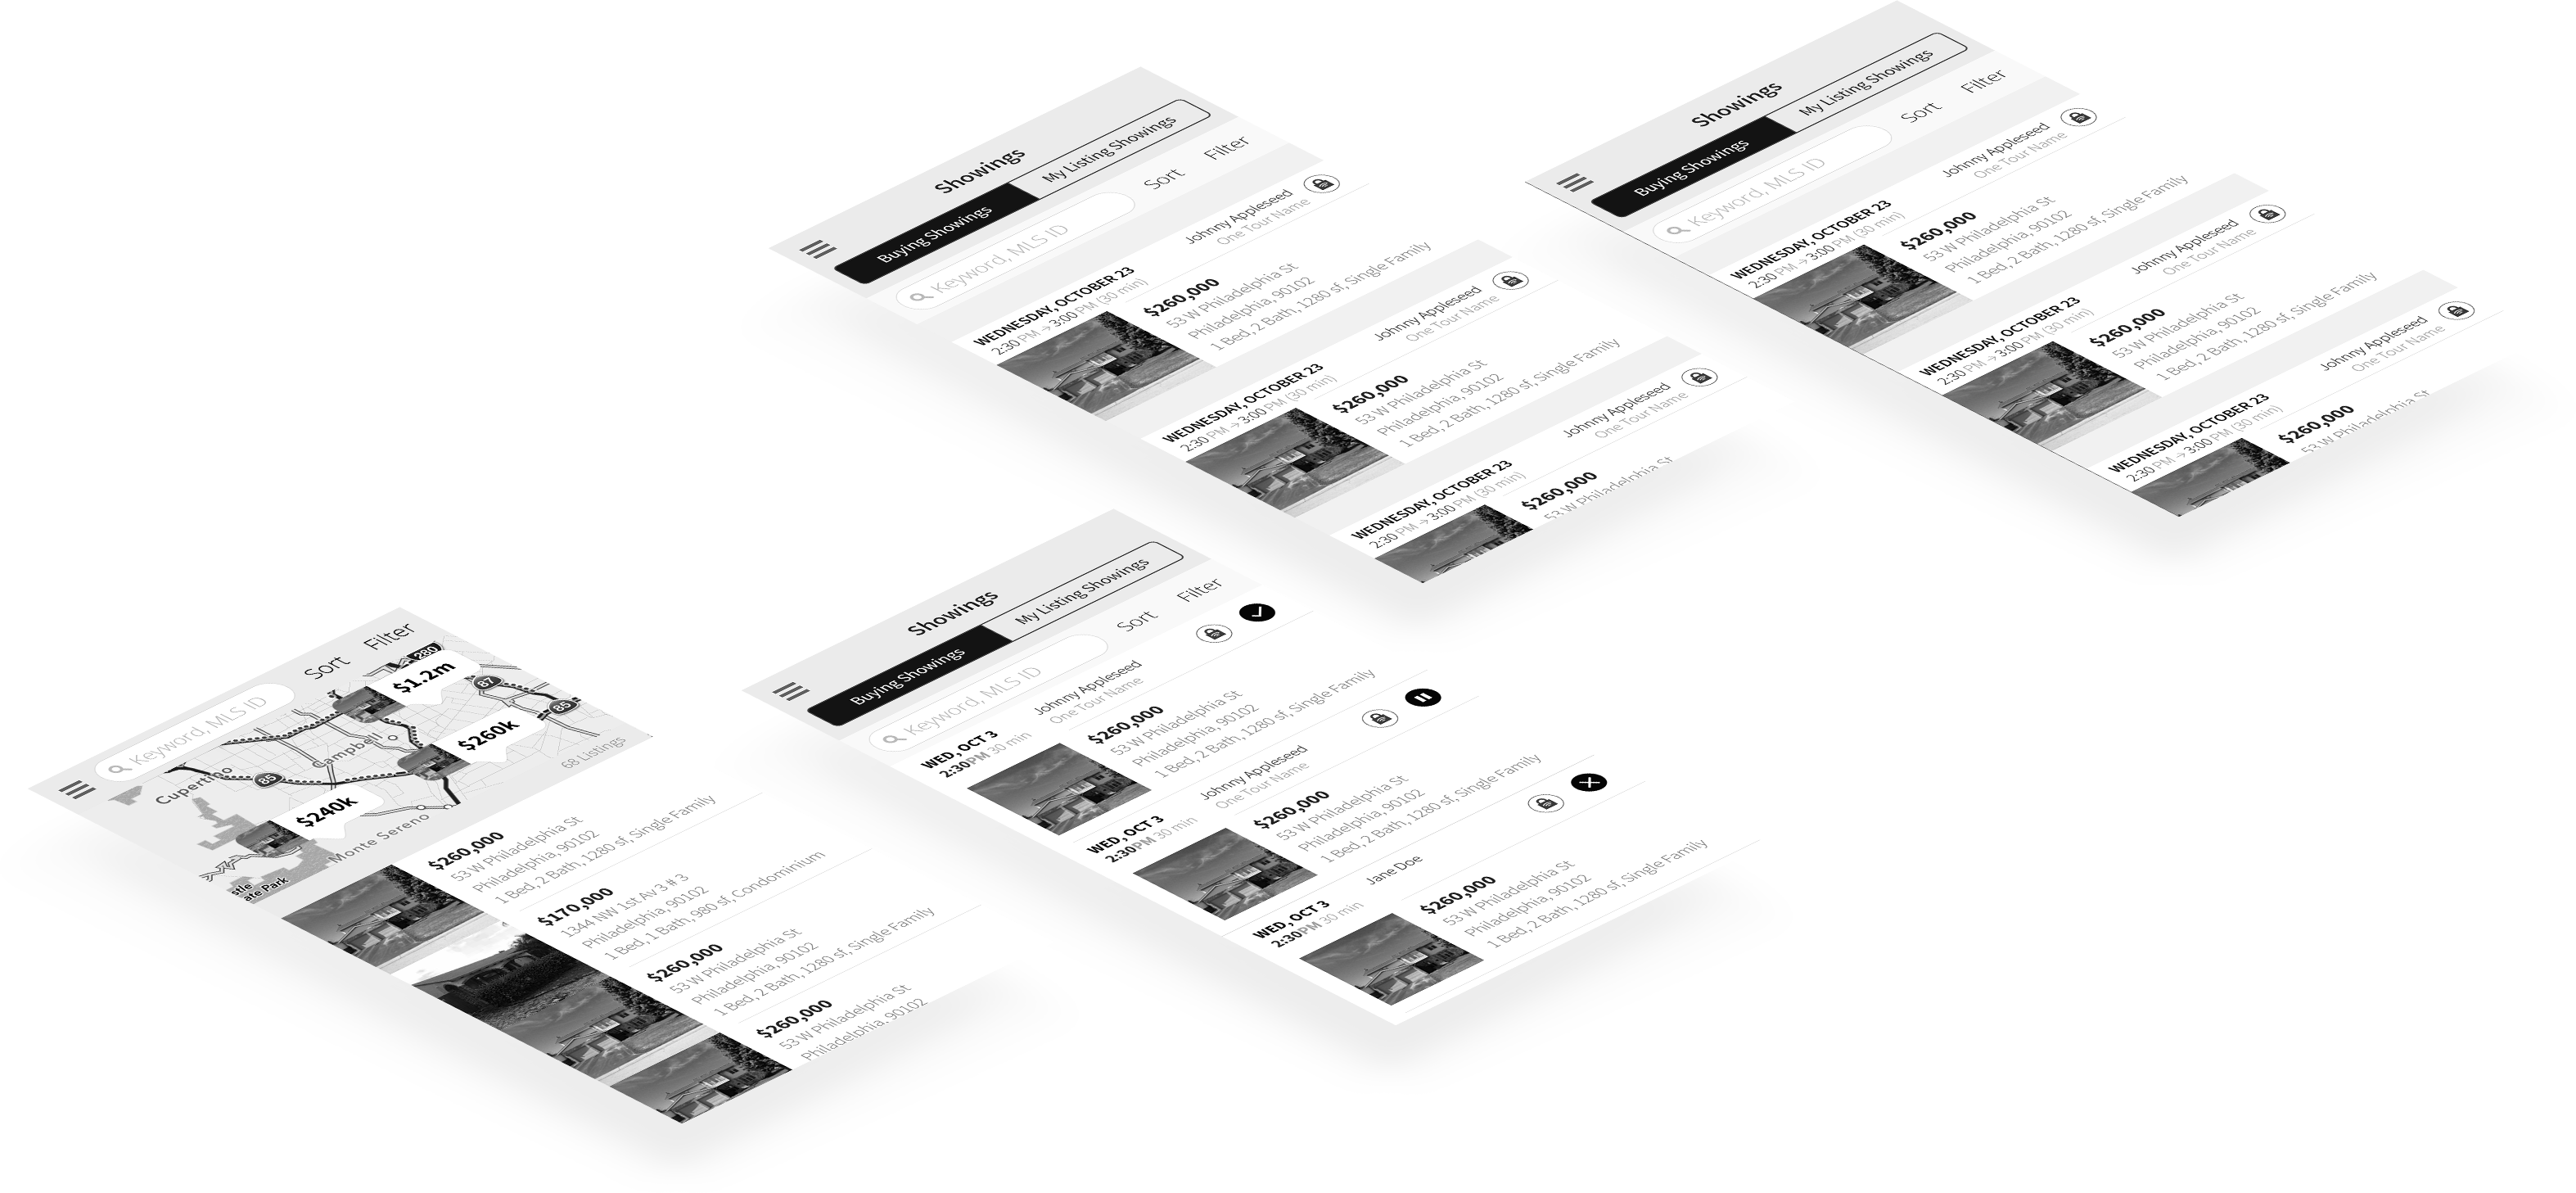 Showings
Buying Showings
My Listing Showings
Keyword, MLS ID
Sort
Filter
WEDNESDAY, OCTOBER 23
2:30 PM → 3:00 PM (30 min)
Johnny Appleseed
One Tour Name
$260,000
53 W Philadelphia St
Philadelphia, 90102
1 Bed, 2 Bath, 1280 sf, Single Family
WEDNESDAY, OCTOBER 23
2:30 PM → 3:00 PM (30 min)
Johnny Appleseed
One Tour Name
$260,000
53 W Philadelphia St
Philadelphia, 90102
1 Bed, 2 Bath, 1280 sf, Single Family
WEDNESDAY, OCTOBER 23
2:30 PM → 3:00 PM (30 min)
Johnny Appleseed
One Tour Name
$260,000
53 W Philadelphia St
Showings
Buying Showings
My Listing Showings
Keyword, MLS ID
Sort
Filter
WEDNESDAY, OCTOBER 23
2:30 PM → 3:00 PM (30 min)
Johnny Appleseed
One Tour Name
$260,000
53 W Philadelphia St
Philadelphia, 90102
1 Bed, 2 Bath, 1280 sf, Single Family
WEDNESDAY, OCTOBER 23
2:30 PM → 3:00 PM (30 min)
Johnny Appleseed
One Tour Name
$260,000
53 W Philadelphia St
Philadelphia, 90102
1 Bed, 2 Bath, 1280 sf, Single Family
WEDNESDAY, OCTOBER 23
2:30 PM → 3:00 PM (30 min)
Johnny Appleseed
One Tour Name
$260,000
53 W Philadelphia St
Keyword, MLS ID
Sort
Filter
280
$1.2m
87
85
$260k
Campbell
Cupertino
85
$240k
Monte Sereno
stle
ate Park
68 Listings
$260,000
53 W Philadelphia St
Philadelphia, 90102
1 Bed, 2 Bath, 1280 sf, Single Family
$170,000
1344 NW 1st Av 3 # 3
Philadelphia, 90102
1 Bed, 1 Bath, 980 sf, Condominium
$260,000
53 W Philadelphia St
Philadelphia, 90102
1 Bed, 2 Bath, 1280 sf, Single Family
$260,000
53 W Philadelphia St
Philadelphia, 90102
Showings
Buying Showings
My Listing Showings
Keyword, MLS ID
Sort
Filter
WED, OCT 3
2:30PM 30 min
Johnny Appleseed
One Tour Name
$260,000
53 W Philadelphia St
Philadelphia, 90102
1 Bed, 2 Bath, 1280 sf, Single Family
WED, OCT 3
2:30PM 30 min
Johnny Appleseed
One Tour Name
$260,000
53 W Philadelphia St
Philadelphia, 90102
1 Bed, 2 Bath, 1280 sf, Single Family
WED, OCT 3
2:30PM 30 min
Jane Doe
$260,000
53 W Philadelphia St
Philadelphia, 90102
1 Bed, 2 Bath, 1280 sf, Single Family